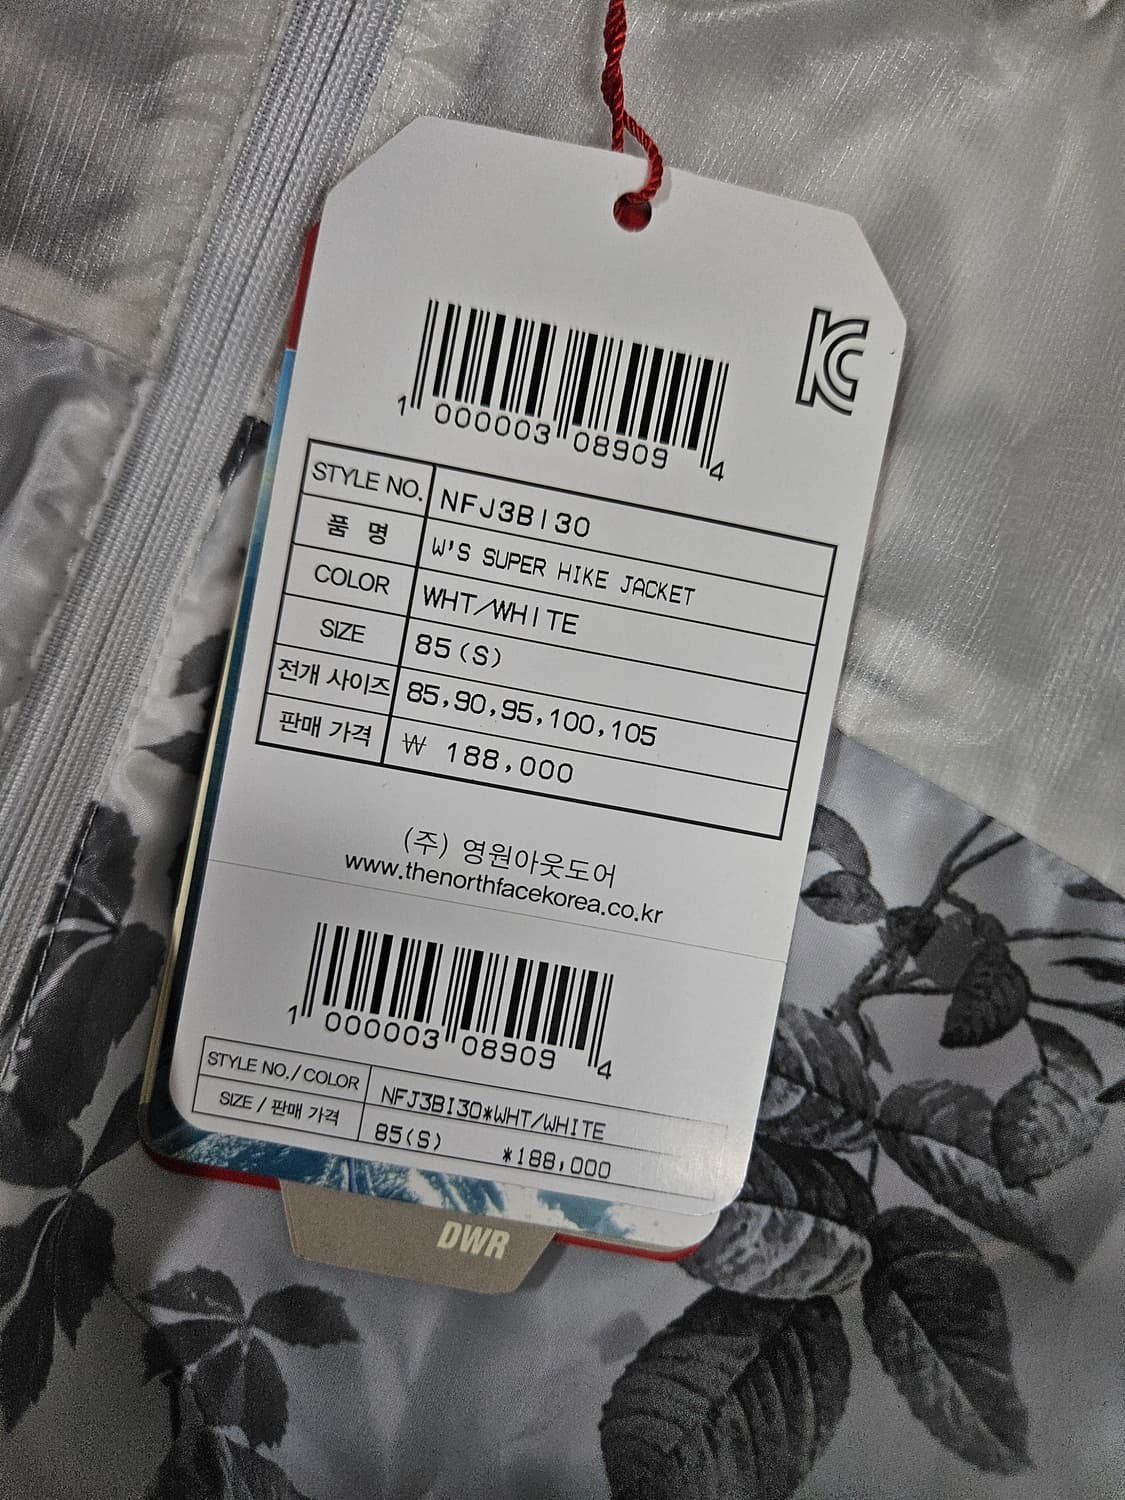 KC
1 000003 08909 4
STYLE NO. NFJ3BI30
품 명 W'S SUPER HIKE JACKET
COLOR WHT/WHITE
SIZE 85(S)
전개 사이즈 85,90,95,100,105
판매 가격 ₩ 188,000
(주) 영원아웃도어
www.thenorthfacekorea.co.kr
1 000003 08909 4
STYLE NO./COLOR NFJ3BI30*WHT/WHITE
SIZE / 판매 가격 85(S) *188,000
DWR